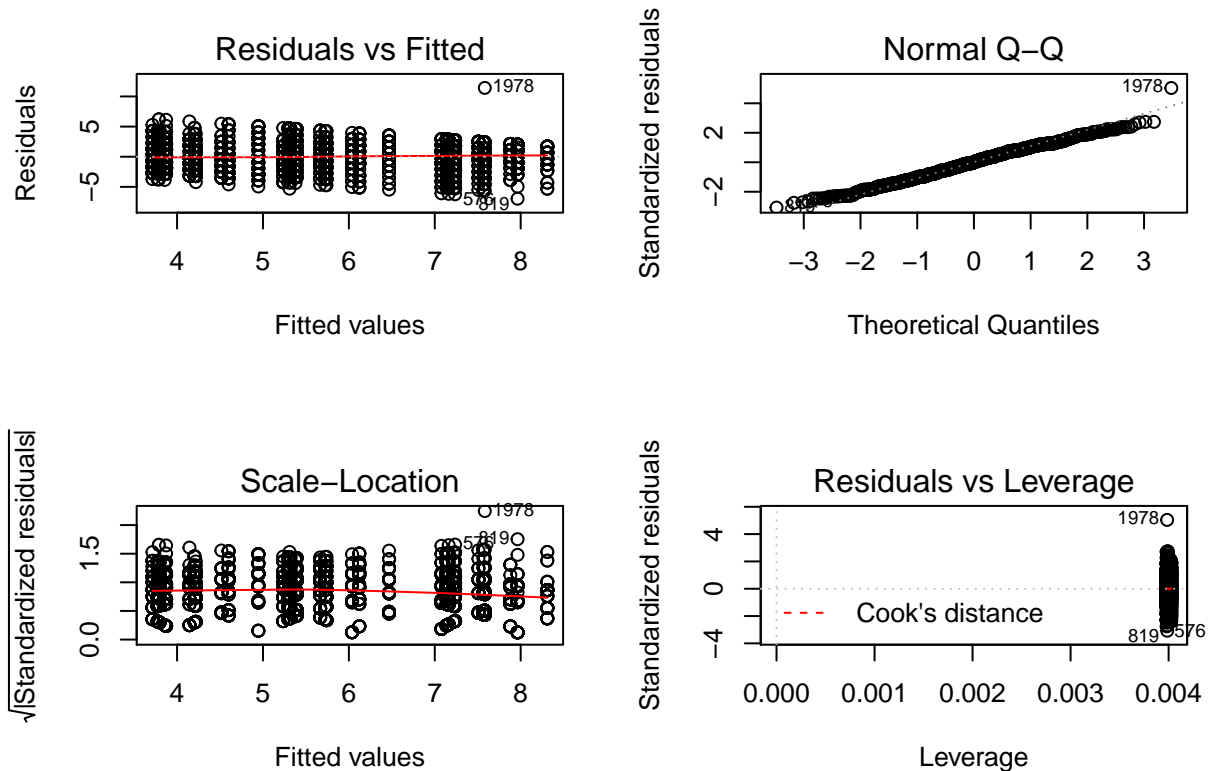 Residuals vs Fitted
Residuals
5
−5
1978
576
819
4 5 6 7 8
Fitted values
Normal Q−Q
Standardized residuals
2
−2
1978
−3 −2 −1 0 1 2 3
Theoretical Quantiles
Scale−Location
√|Standardized residuals|
1.5
0.0
1978
819
576
4 5 6 7 8
Fitted values
Residuals vs Leverage
Standardized residuals
4
0
−4
1978
Cook's distance
819
576
0.000 0.001 0.002 0.003 0.004
Leverage